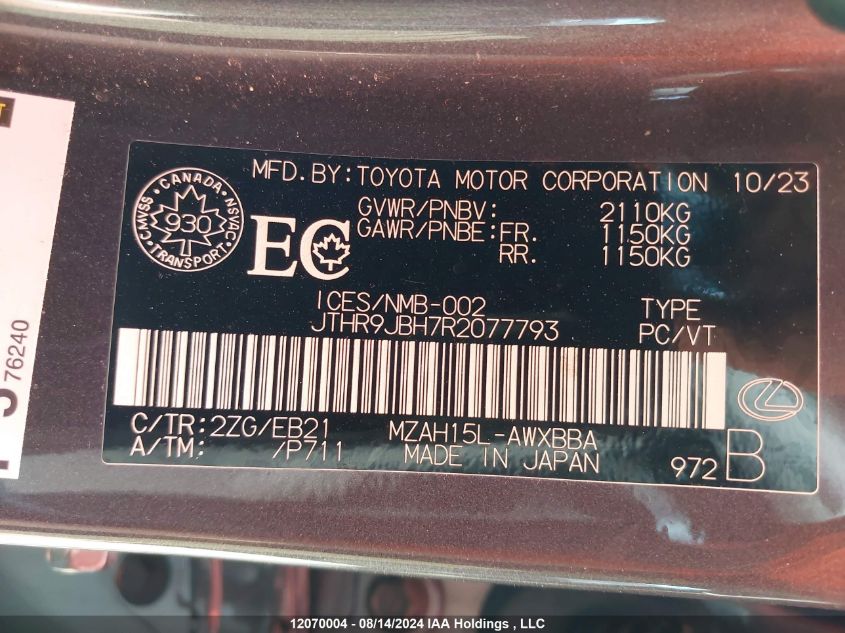 MFD.BY:TOYOTA MOTOR CORPORATION 10/23
CANADA
CMVSS 930 NSVAC
TRANSPORT
EC
GVWR/PNBV: 2110KG
GAWR/PNBE:FR. 1150KG
RR. 1150KG
ICES/NMB-002 TYPE
JTHR9JBH7R2077793 PC/VT
C/TR:2ZG/EB21 MZAH15L-AWXBBA
A/TM: /P711 MADE IN JAPAN 972 B
76240
12070004 - 08/14/2024 IAA Holdings , LLC